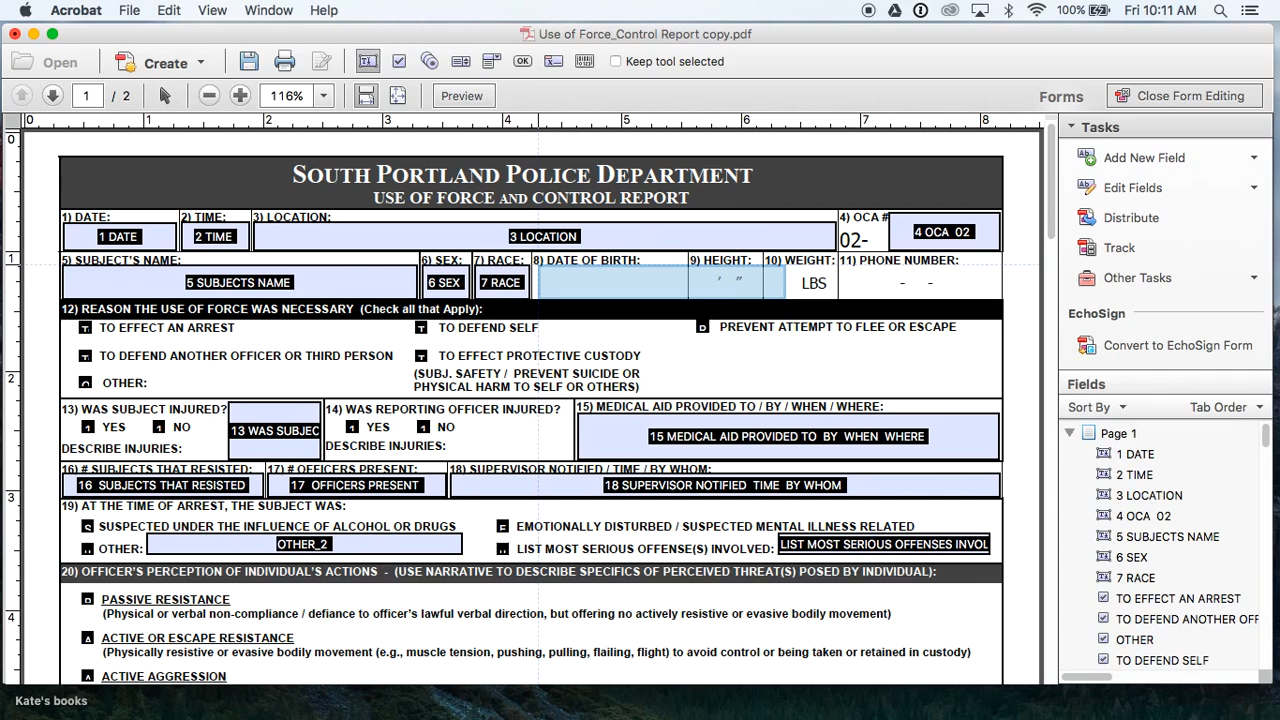 Acrobat File Edit View Window Help 100% Fri 10:11 AM
Use of Force_Control Report copy.pdf
Open Create OK Keep tool selected
1 / 2 116% Preview Forms Close Form Editing
0 1 2 3 4 5 6 7 8
0
1
2
3
4
SOUTH PORTLAND POLICE DEPARTMENT
USE OF FORCE AND CONTROL REPORT
1) DATE: 2) TIME: 3) LOCATION: 4) OCA #
1 DATE 2 TIME 3 LOCATION 02- 4 OCA 02
5) SUBJECT'S NAME: 6) SEX: 7) RACE: 8) DATE OF BIRTH: 9) HEIGHT: 10) WEIGHT: 11) PHONE NUMBER:
5 SUBJECTS NAME 6 SEX 7 RACE ′ ″ LBS - -
12) REASON THE USE OF FORCE WAS NECESSARY (Check all that Apply):
TO EFFECT AN ARREST TO DEFEND SELF PREVENT ATTEMPT TO FLEE OR ESCAPE
TO DEFEND ANOTHER OFFICER OR THIRD PERSON TO EFFECT PROTECTIVE CUSTODY
OTHER: (SUBJ. SAFETY / PREVENT SUICIDE OR
PHYSICAL HARM TO SELF OR OTHERS)
13) WAS SUBJECT INJURED? 14) WAS REPORTING OFFICER INJURED? 15) MEDICAL AID PROVIDED TO / BY / WHEN / WHERE:
YES NO 13 WAS SUBJEC YES NO 15 MEDICAL AID PROVIDED TO BY WHEN WHERE
DESCRIBE INJURIES: DESCRIBE INJURIES:
16) # SUBJECTS THAT RESISTED: 17) # OFFICERS PRESENT: 18) SUPERVISOR NOTIFIED / TIME / BY WHOM:
16 SUBJECTS THAT RESISTED 17 OFFICERS PRESENT 18 SUPERVISOR NOTIFIED TIME BY WHOM
19) AT THE TIME OF ARREST, THE SUBJECT WAS:
SUSPECTED UNDER THE INFLUENCE OF ALCOHOL OR DRUGS EMOTIONALLY DISTURBED / SUSPECTED MENTAL ILLNESS RELATED
OTHER: OTHER_2 LIST MOST SERIOUS OFFENSE(S) INVOLVED: LIST MOST SERIOUS OFFENSES INVOL
20) OFFICER'S PERCEPTION OF INDIVIDUAL'S ACTIONS - (USE NARRATIVE TO DESCRIBE SPECIFICS OF PERCEIVED THREAT(S) POSED BY INDIVIDUAL):
PASSIVE RESISTANCE
(Physical or verbal non-compliance / defiance to officer's lawful verbal direction, but offering no actively resistive or evasive bodily movement)
ACTIVE OR ESCAPE RESISTANCE
(Physically resistive or evasive bodily movement (e.g., muscle tension, pushing, pulling, flailing, flight) to avoid control or being taken or retained in custody)
ACTIVE AGGRESSION
Tasks
Add New Field
Edit Fields
Distribute
Track
Other Tasks
EchoSign
Convert to EchoSign Form
Fields
Sort By Tab Order
Page 1
1 DATE
2 TIME
3 LOCATION
4 OCA 02
5 SUBJECTS NAME
6 SEX
7 RACE
TO EFFECT AN ARREST
TO DEFEND ANOTHER OFF
OTHER
TO DEFEND SELF
Kate's books